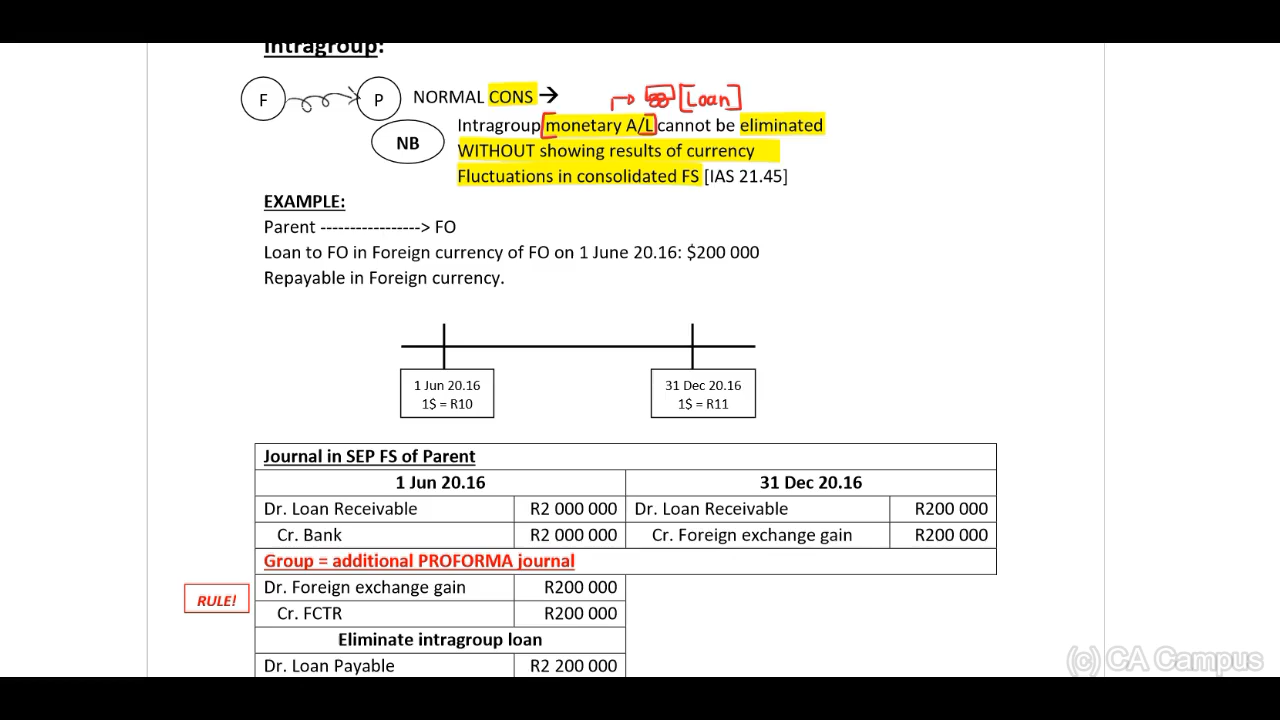 Intragroup:
F P NORMAL CONS → [Loan]
NB Intragroup [monetary A/L] cannot be eliminated
WITHOUT showing results of currency
Fluctuations in consolidated FS [IAS 21.45]
EXAMPLE:
Parent -----------------> FO
Loan to FO in Foreign currency of FO on 1 June 20.16: $200 000
Repayable in Foreign currency.
1 Jun 20.16 31 Dec 20.16
1$ = R10 1$ = R11
Journal in SEP FS of Parent
1 Jun 20.16 31 Dec 20.16
Dr. Loan Receivable R2 000 000 Dr. Loan Receivable R200 000
Cr. Bank R2 000 000 Cr. Foreign exchange gain R200 000
Group = additional PROFORMA journal
Dr. Foreign exchange gain R200 000
RULE!
Cr. FCTR R200 000
Eliminate intragroup loan
Dr. Loan Payable R2 200 000
(c) CA Campus